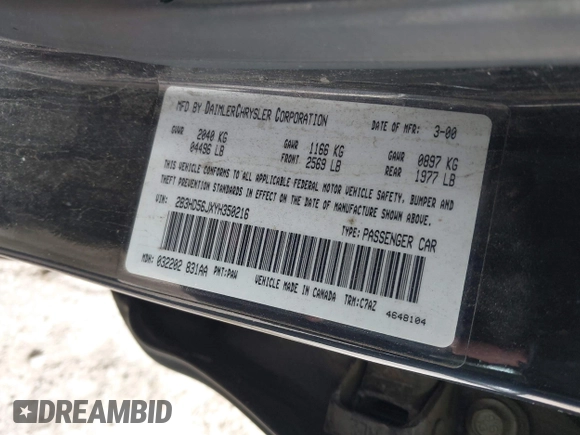 MFD BY DAIMLERCHRYSLER CORPORATION DATE OF MFR: 3-00
GVWR 2040 KG GAWR 1166 KG GAWR 0897 KG
04496 LB FRONT 2569 LB REAR 1977 LB
THIS VEHICLE CONFORMS TO ALL APPLICABLE FEDERAL MOTOR VEHICLE SAFETY, BUMPER AND
THEFT PREVENTION STANDARDS IN EFFECT ON THE DATE OF MANUFACTURE SHOWN ABOVE.
VIN: 2B3HD56JXYH350216 TYPE: PASSENGER CAR
MDH: 032202 831AA PNT: PAW VEHICLE MADE IN CANADA TRM: C7AZ
4648104
DREAMBID